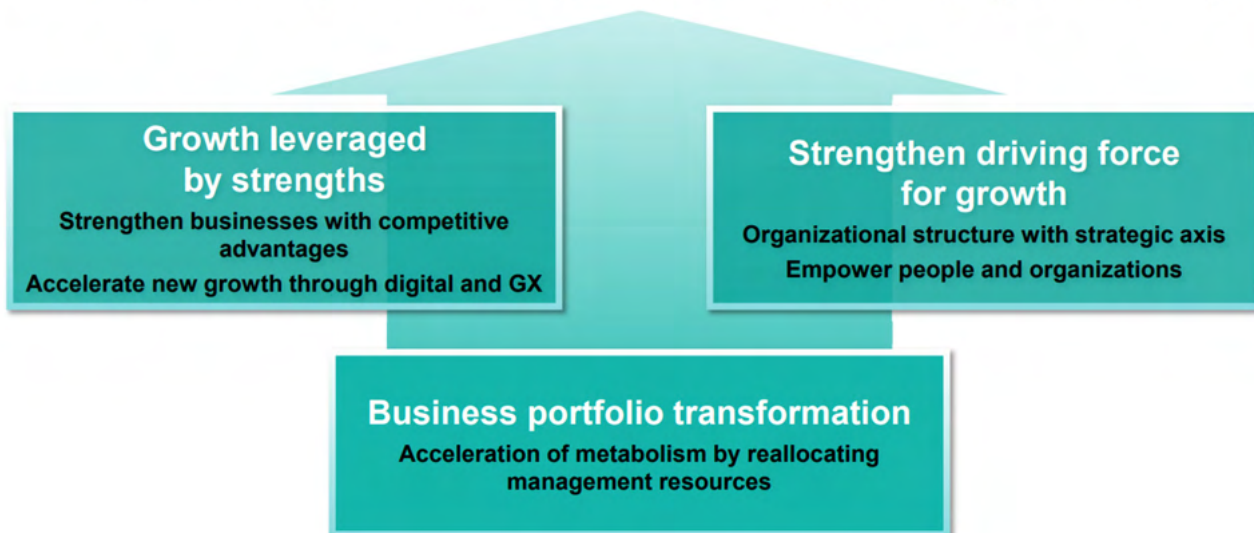 Growth leveraged
by strengths
Strengthen businesses with competitive
advantages
Accelerate new growth through digital and GX
Strengthen driving force
for growth
Organizational structure with strategic axis
Empower people and organizations
Business portfolio transformation
Acceleration of metabolism by reallocating
management resources